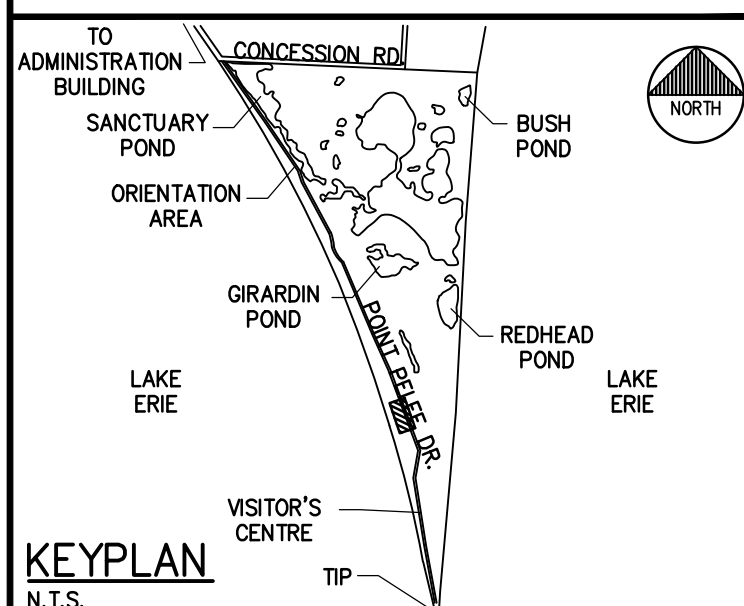 TO
ADMINISTRATION
BUILDING
CONCESSION RD.
NORTH
SANCTUARY
POND
BUSH
POND
ORIENTATION
AREA
GIRARDIN
POND
POINT PELEE DR.
REDHEAD
POND
LAKE
ERIE
LAKE
ERIE
VISITOR'S
CENTRE
KEYPLAN
TIP
N.T.S.